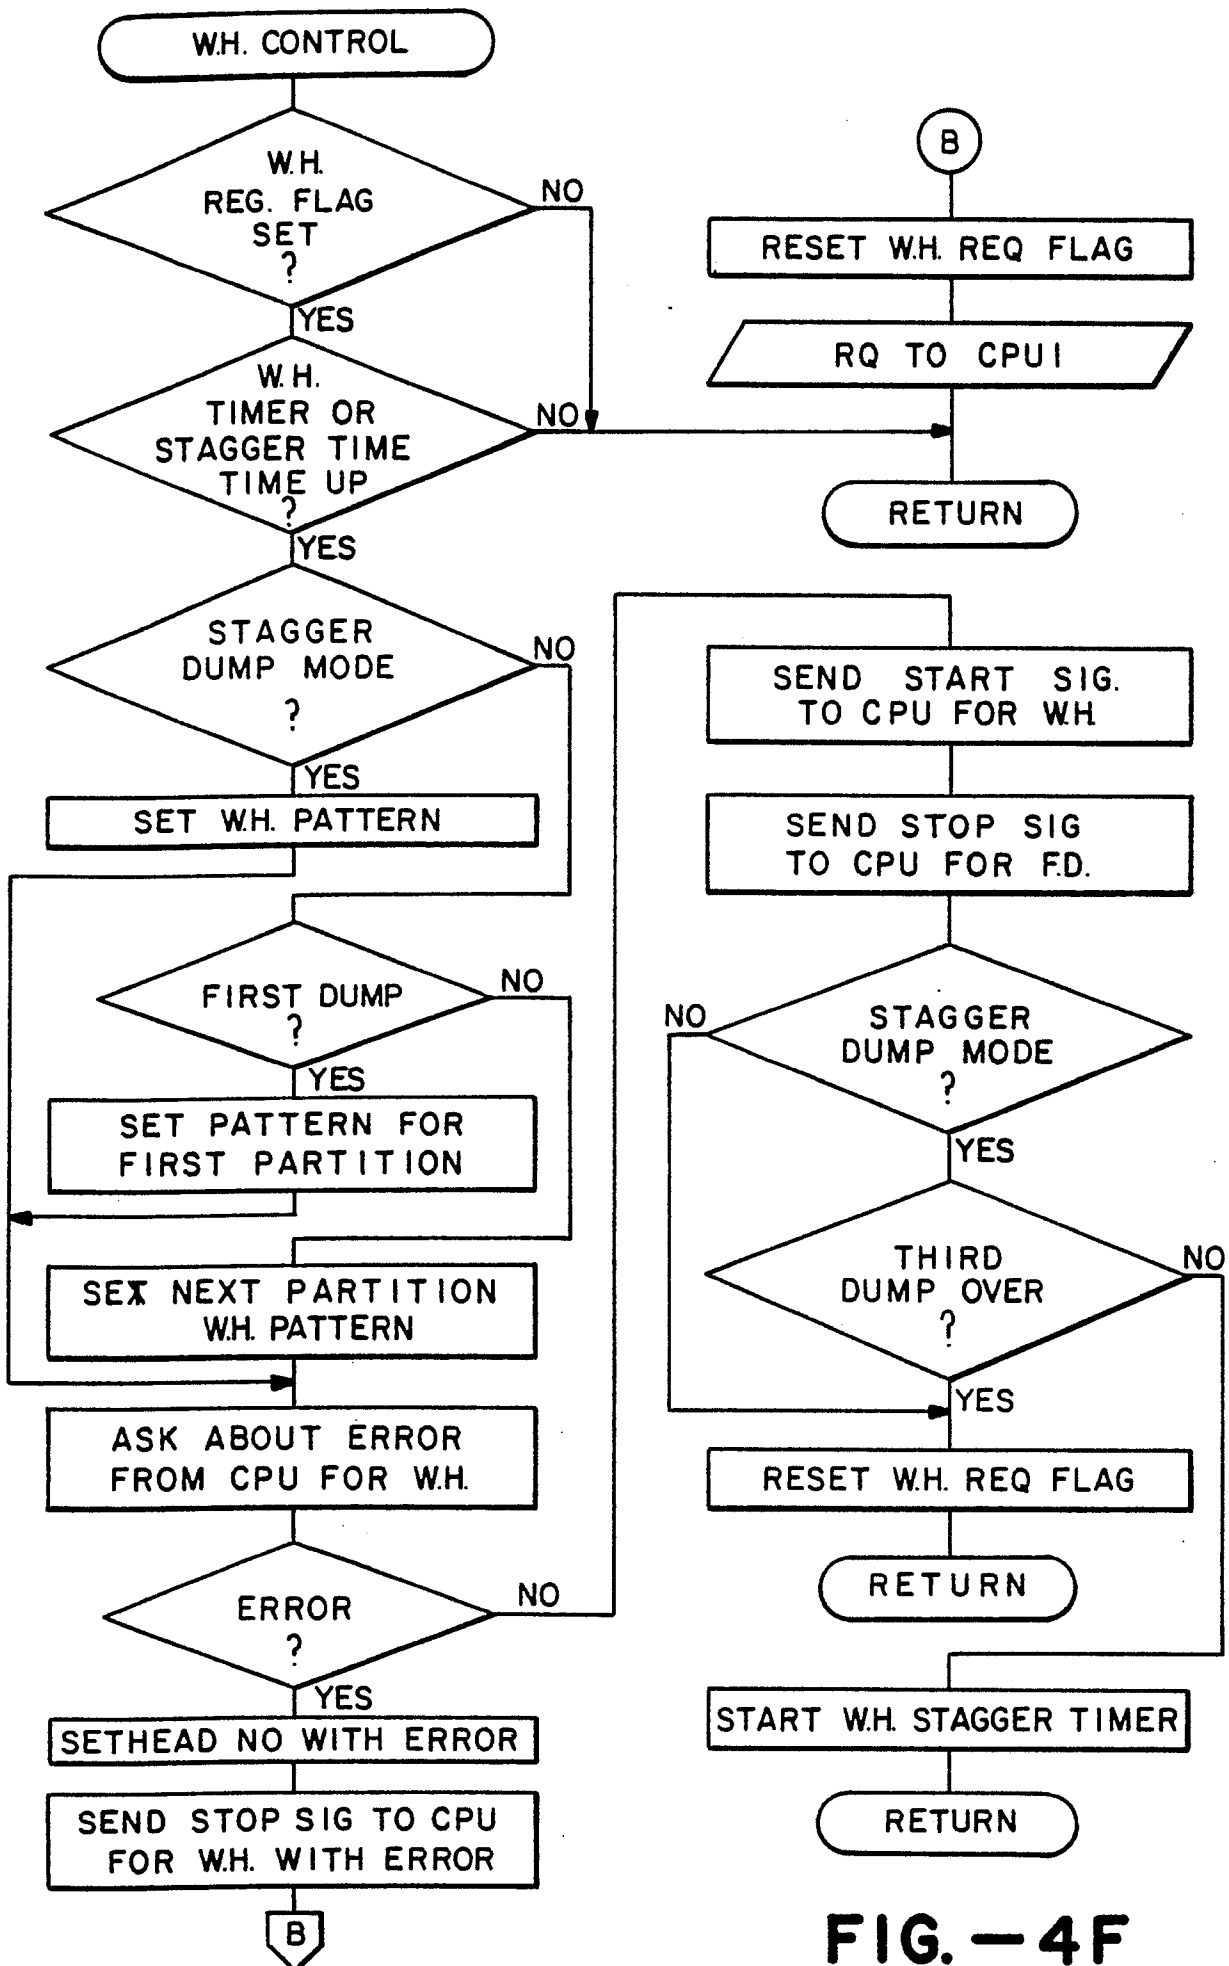 W.H. CONTROL
W.H.
REG. FLAG
SET
?
NO
YES
W.H.
TIMER OR
STAGGER TIME
TIME UP
?
NO
YES
STAGGER
DUMP MODE
?
NO
YES
SET W.H. PATTERN
FIRST DUMP
?
NO
YES
SET PATTERN FOR
FIRST PARTITION
SET NEXT PARTITION
W.H. PATTERN
ASK ABOUT ERROR
FROM CPU FOR W.H.
ERROR
?
NO
YES
SETHEAD NO WITH ERROR
SEND STOP SIG TO CPU
FOR W.H. WITH ERROR
B
B
RESET W.H. REQ FLAG
RQ TO CPU1
RETURN
SEND START SIG.
TO CPU FOR W.H.
SEND STOP SIG
TO CPU FOR F.D.
STAGGER
DUMP MODE
?
NO
YES
THIRD
DUMP OVER
?
NO
YES
RESET W.H. REQ FLAG
RETURN
START W.H. STAGGER TIMER
RETURN
FIG.-4F